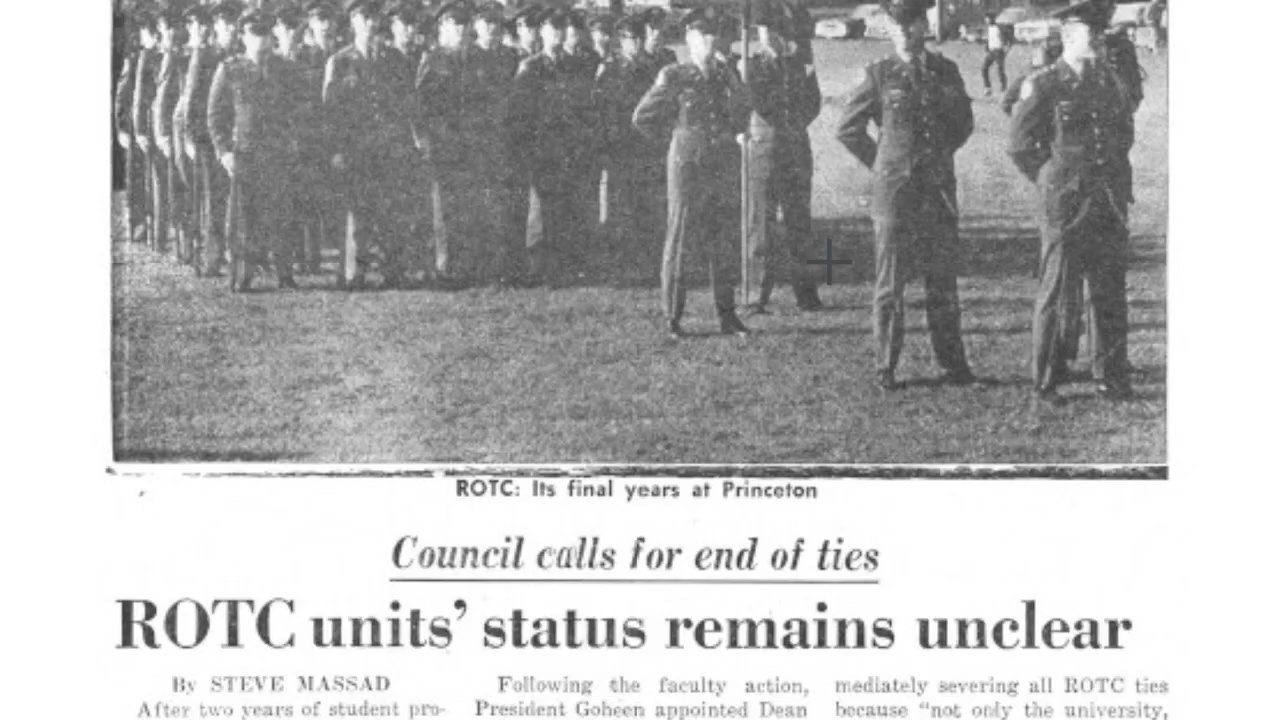 ROTC: Its final years at Princeton
Council calls for end of ties
ROTC units' status remains unclear
By STEVE MASSAD
After two years of student pro-
Following the faculty action,
President Goheen appointed Dean
mediately severing all ROTC ties
because "not only the university,